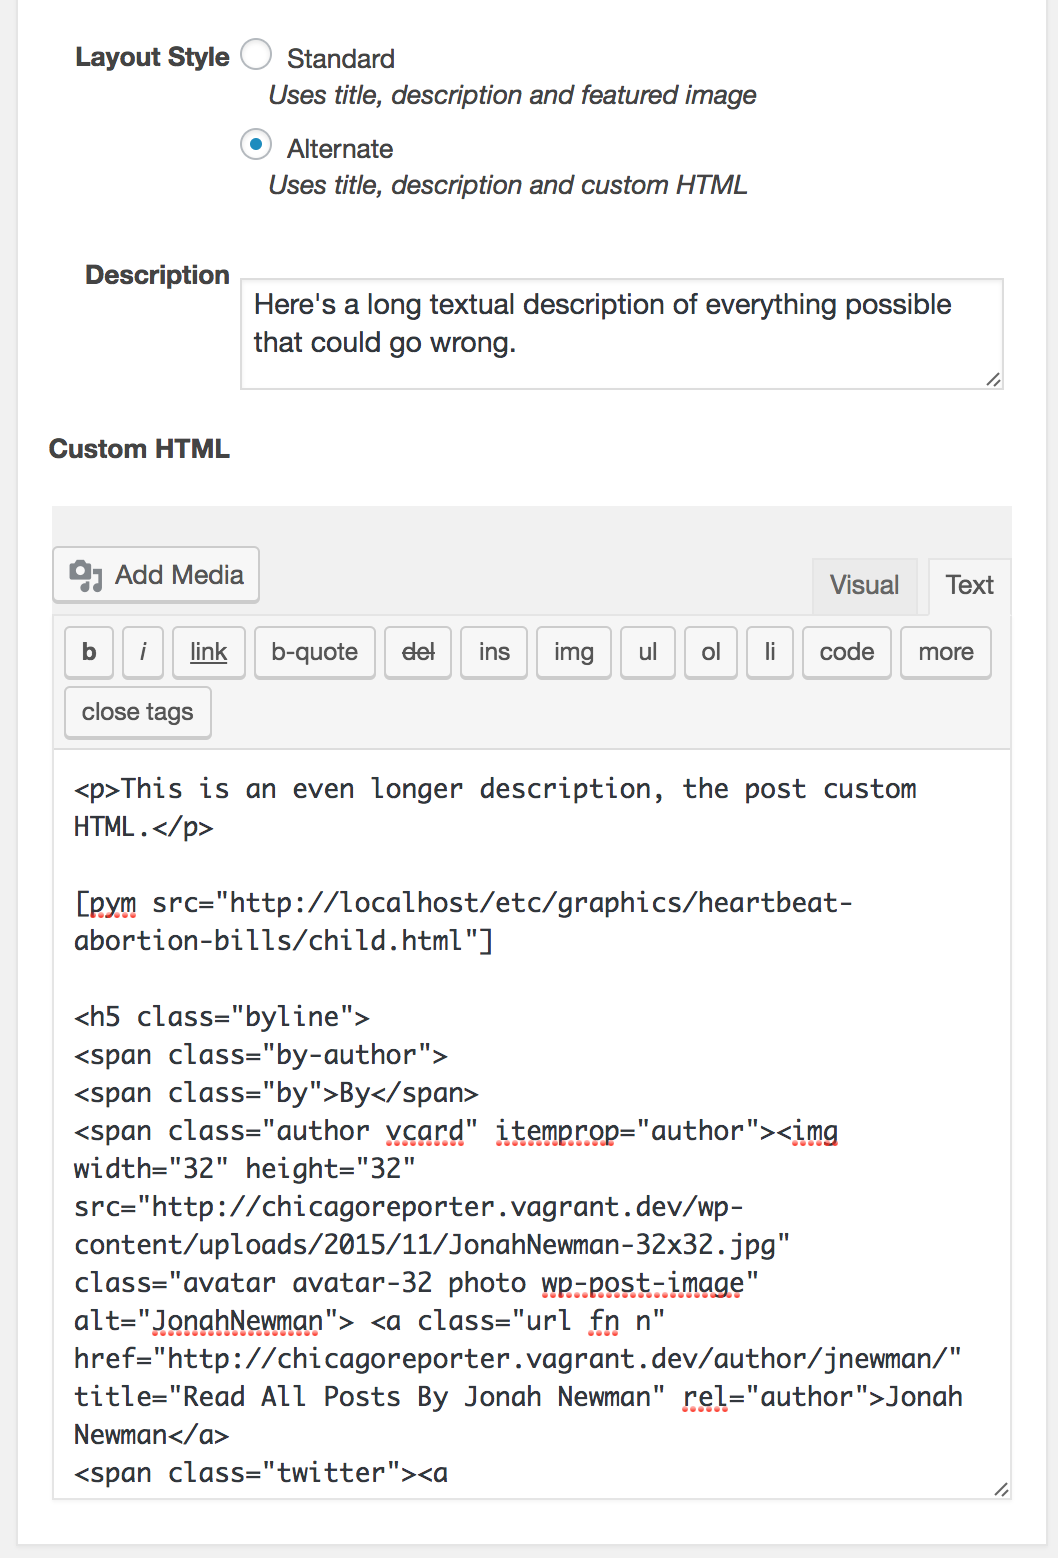 Layout Style
Standard
Uses title, description and featured image
Alternate
Uses title, description and custom HTML
Description
Here's a long textual description of everything possible
that could go wrong.
Custom HTML
Add Media
Visual
Text
b
i
link
b-quote
del
ins
img
ul
ol
li
code
more
close tags
<p>This is an even longer description, the post custom
HTML.</p>
[pym src="http://localhost/etc/graphics/heartbeat-
abortion-bills/child.html"]
<h5 class="byline">
<span class="by-author">
<span class="by">By</span>
<span class="author vcard" itemprop="author"><img
width="32" height="32"
src="http://chicagoreporter.vagrant.dev/wp-
content/uploads/2015/11/JonahNewman-32x32.jpg"
class="avatar avatar-32 photo wp-post-image"
alt="JonahNewman"> <a class="url fn n"
href="http://chicagoreporter.vagrant.dev/author/jnewman/"
title="Read All Posts By Jonah Newman" rel="author">Jonah
Newman</a>
<span class="twitter"><a